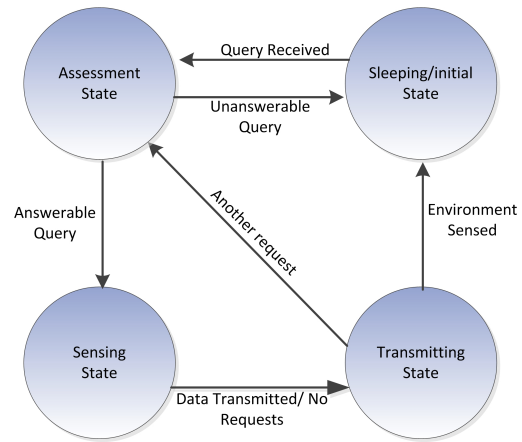 Assessment
State
Query Received
Sleeping/initial
State
Unanswerable
Query
Answerable
Query
Another request
Environment
Sensed
Sensing
State
Transmitting
State
Data Transmitted/ No
Requests